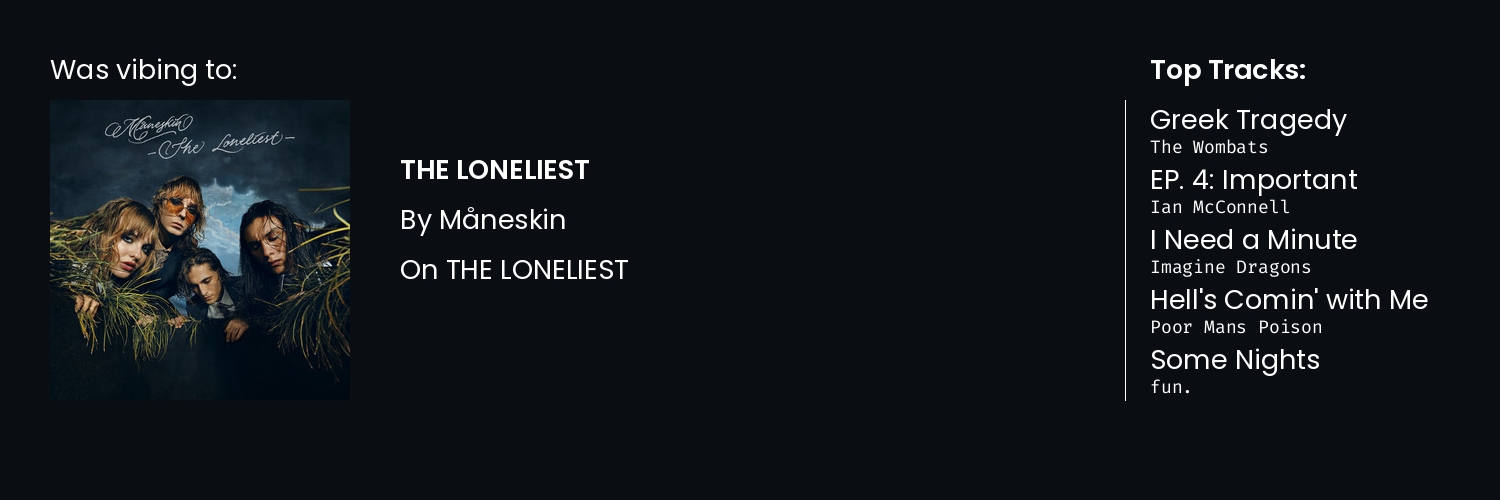 Was vibing to:
Måneskin
– The Loneliest –
THE LONELIEST
By Måneskin
On THE LONELIEST
Top Tracks:
Greek Tragedy
The Wombats
EP. 4: Important
Ian McConnell
I Need a Minute
Imagine Dragons
Hell's Comin' with Me
Poor Mans Poison
Some Nights
fun.